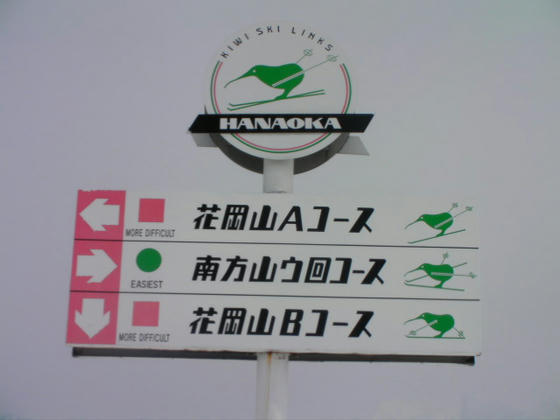 KIWI SKI LINKS
HANAOKA
MORE DIFFICULT
花岡山Aコース
EASIEST
南方山ウ回コース
MORE DIFFICULT
花岡山Bコース